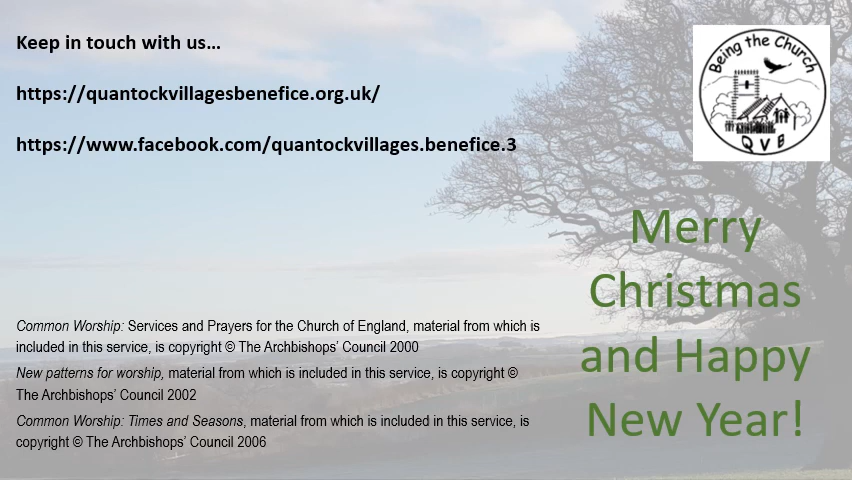 Keep in touch with us…
https://quantockvillagesbenefice.org.uk/
https://www.facebook.com/quantockvillages.benefice.3
Being the Church
QVB
Merry
Christmas
and Happy
New Year!
Common Worship: Services and Prayers for the Church of England, material from which is
included in this service, is copyright © The Archbishops’ Council 2000
New patterns for worship, material from which is included in this service, is copyright ©
The Archbishops’ Council 2002
Common Worship: Times and Seasons, material from which is included in this service, is
copyright © The Archbishops’ Council 2006